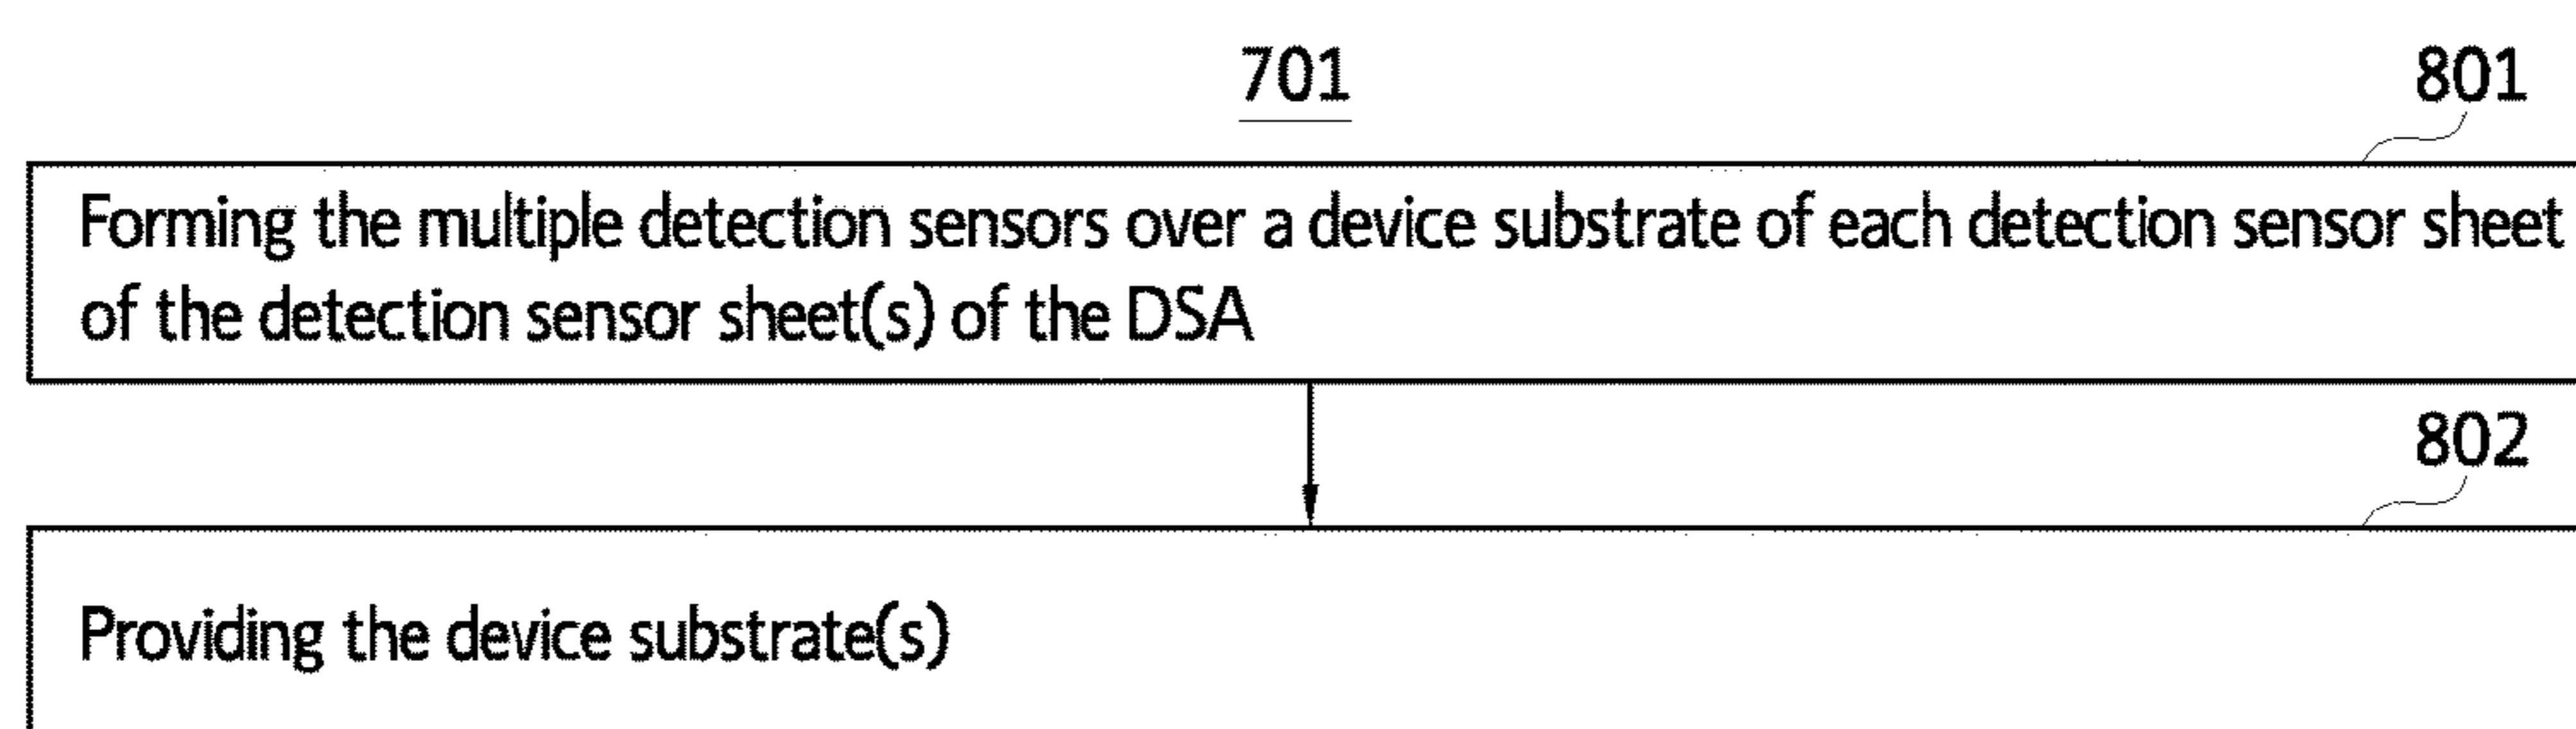 701
801
Forming the multiple detection sensors over a device substrate of each detection sensor sheet
of the detection sensor sheet(s) of the DSA
802
Providing the device substrate(s)